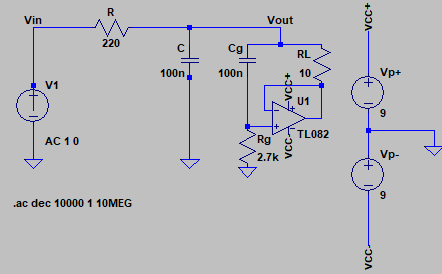 Vin
R
220
Vout
C
100n
Cg
100n
RL
10
V1
AC 1 0
VCC+
U1
TL082
VCC-
Rg
2.7k
VCC+
Vp+
9
Vp-
9
VCC-
.ac dec 10000 1 10MEG